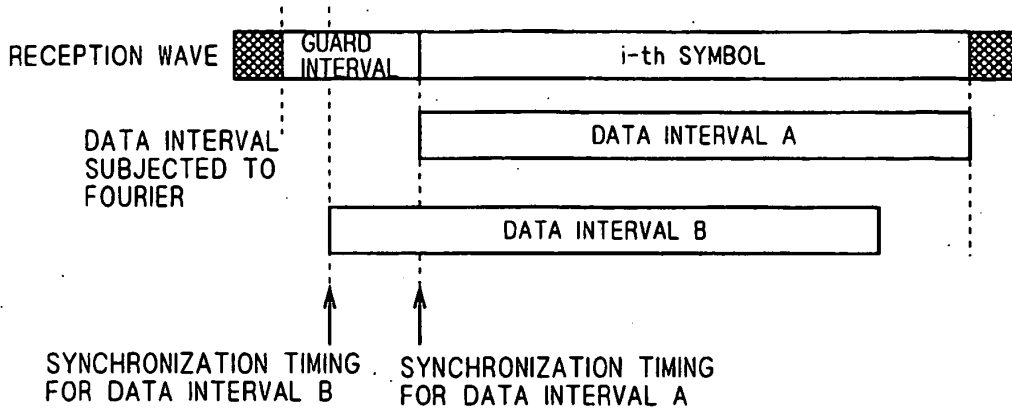 RECEPTION WAVE
GUARD
INTERVAL
i-th SYMBOL
DATA INTERVAL
SUBJECTED TO
FOURIER
DATA INTERVAL A
DATA INTERVAL B
SYNCHRONIZATION TIMING
FOR DATA INTERVAL B
SYNCHRONIZATION TIMING
FOR DATA INTERVAL A